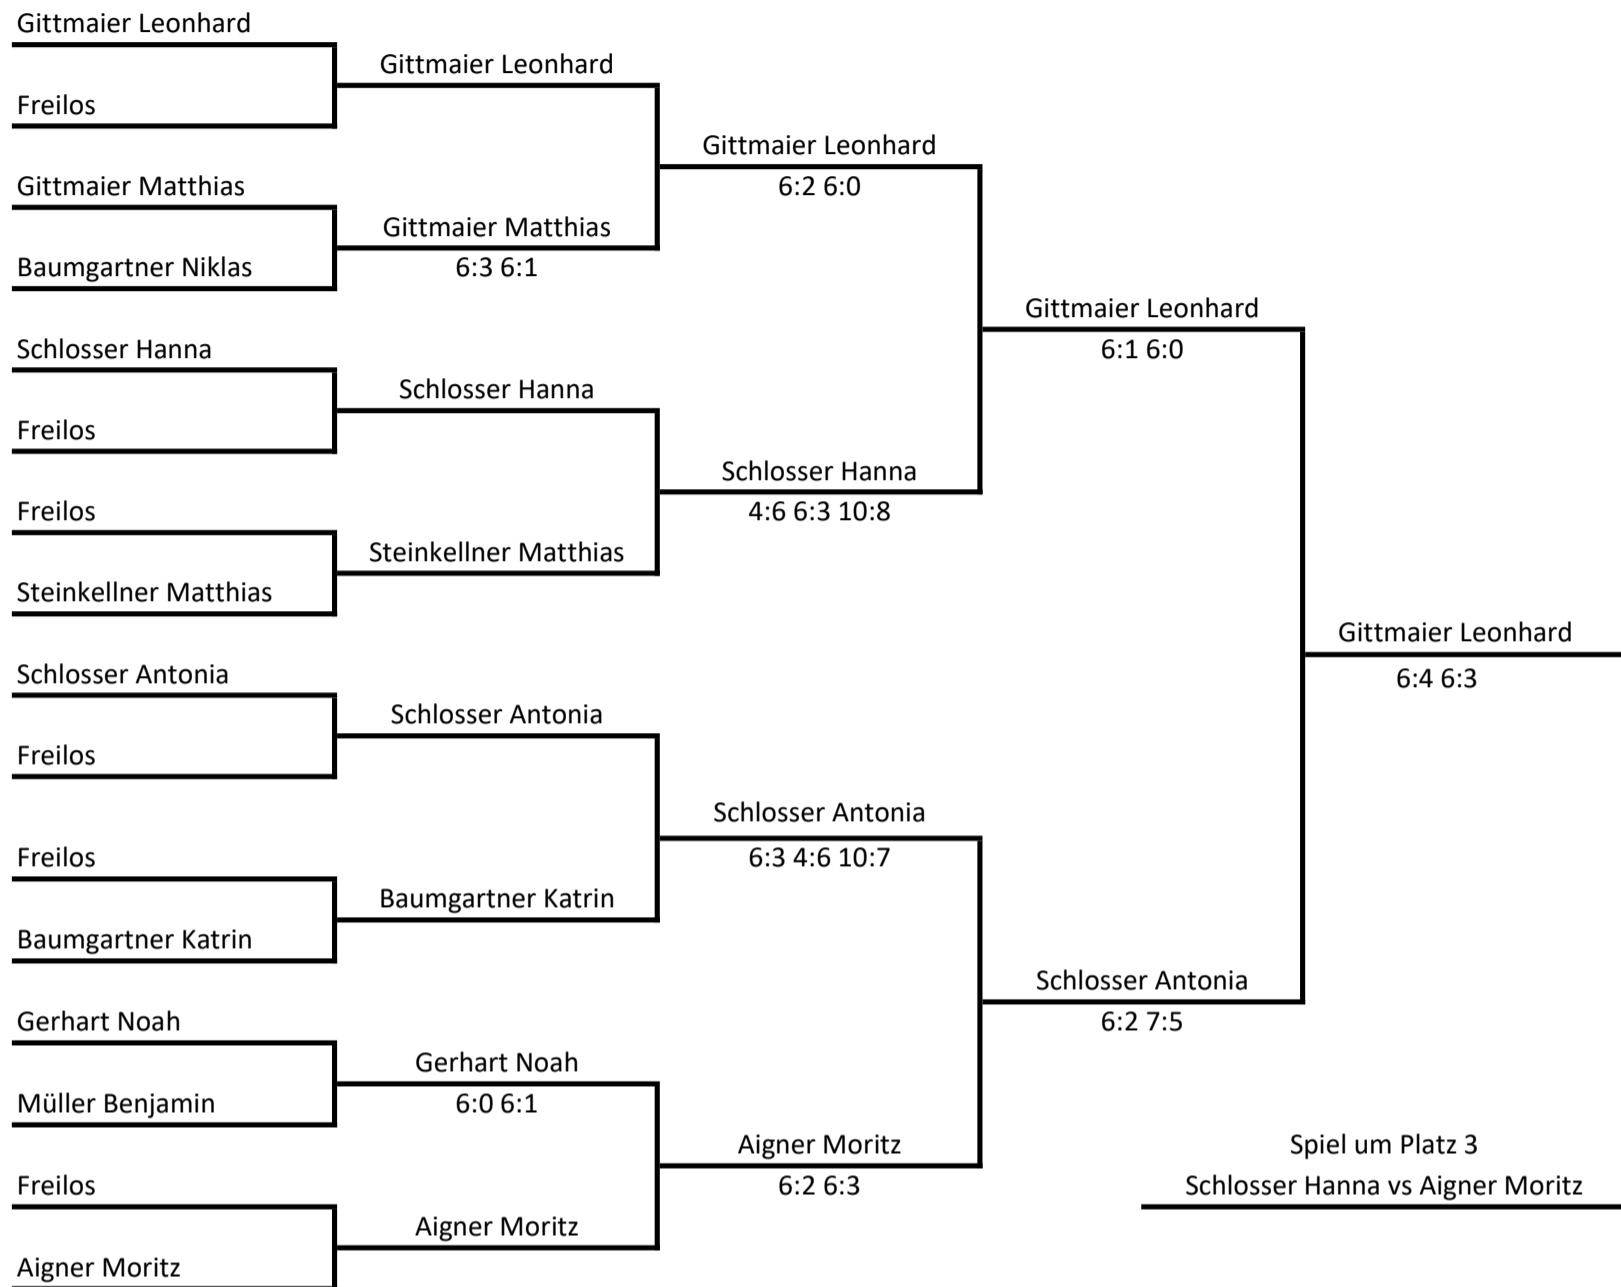 Gittmaier Leonhard
Freilos
Gittmaier Matthias
Baumgartner Niklas
Schlosser Hanna
Freilos
Freilos
Steinkellner Matthias
Schlosser Antonia
Freilos
Freilos
Baumgartner Katrin
Gerhart Noah
Müller Benjamin
Freilos
Aigner Moritz
Gittmaier Leonhard
Gittmaier Matthias
6:3 6:1
Schlosser Hanna
Steinkellner Matthias
Schlosser Antonia
Baumgartner Katrin
Gerhart Noah
6:0 6:1
Aigner Moritz
Gittmaier Leonhard
6:2 6:0
Schlosser Hanna
4:6 6:3 10:8
Schlosser Antonia
6:3 4:6 10:7
Aigner Moritz
6:2 6:3
Gittmaier Leonhard
6:1 6:0
Schlosser Antonia
6:2 7:5
Gittmaier Leonhard
6:4 6:3
Spiel um Platz 3
Schlosser Hanna vs Aigner Moritz